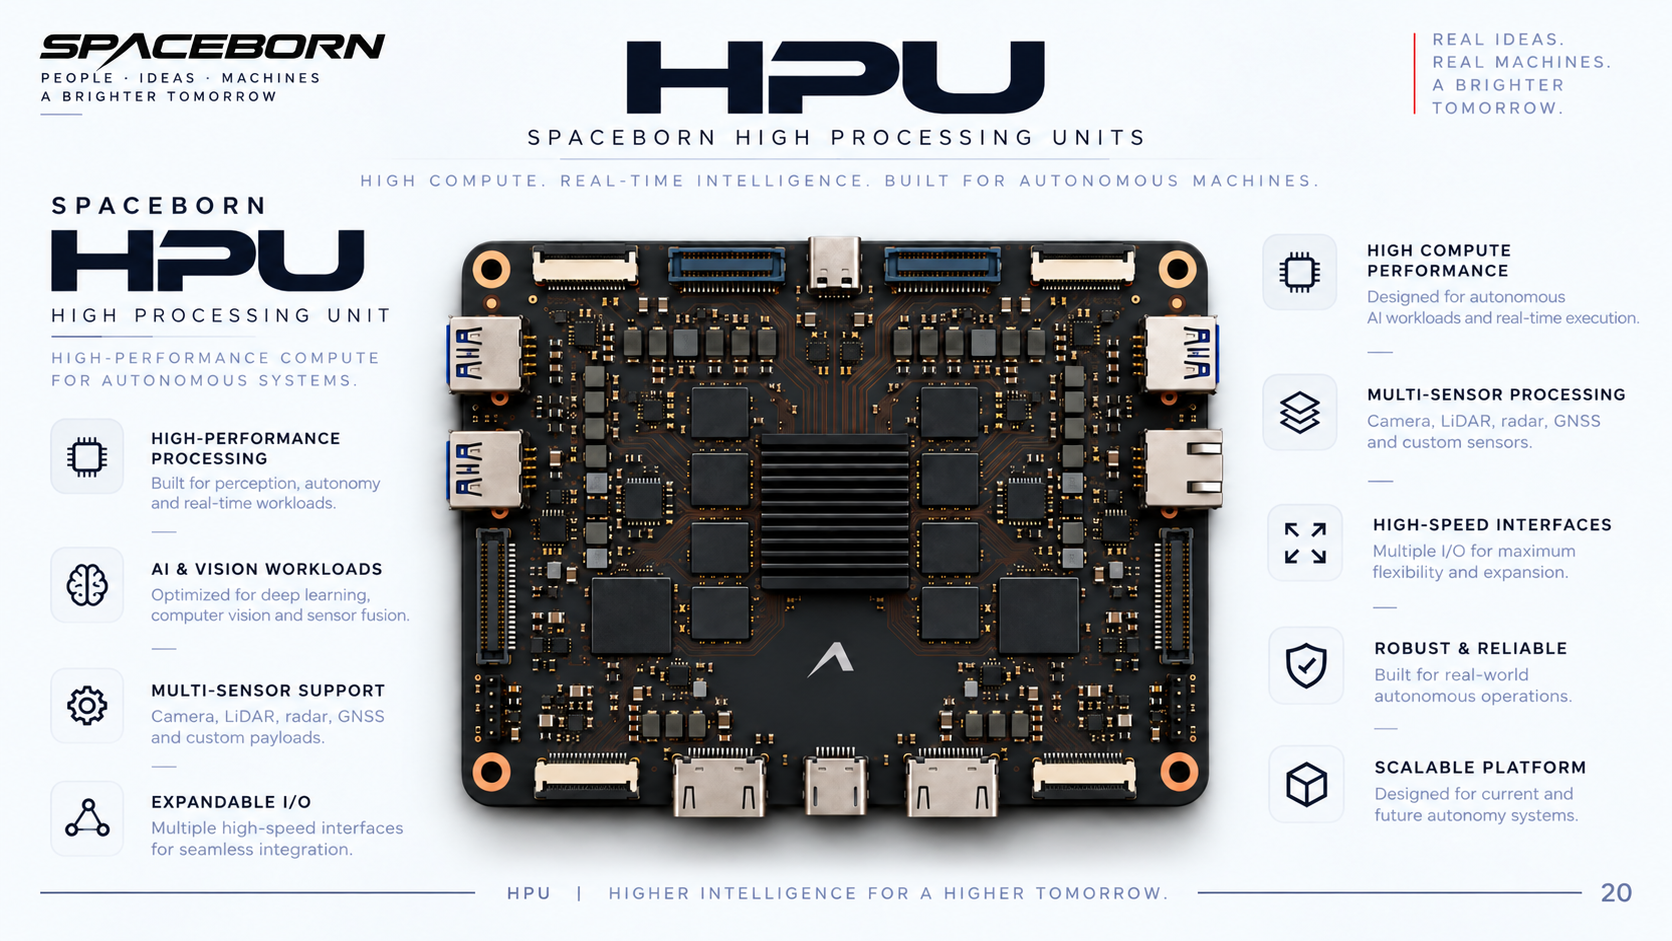 SPACEBORN
PEOPLE · IDEAS · MACHINES
A BRIGHTER TOMORROW
HPU
SPACEBORN HIGH PROCESSING UNITS
HIGH COMPUTE. REAL-TIME INTELLIGENCE. BUILT FOR AUTONOMOUS MACHINES.
REAL IDEAS.
REAL MACHINES.
A BRIGHTER
TOMORROW.
SPACEBORN
HPU
HIGH PROCESSING UNIT
HIGH-PERFORMANCE COMPUTE
FOR AUTONOMOUS SYSTEMS.
HIGH-PERFORMANCE
PROCESSING
Built for perception, autonomy
and real-time workloads.
AI & VISION WORKLOADS
Optimized for deep learning,
computer vision and sensor fusion.
MULTI-SENSOR SUPPORT
Camera, LiDAR, radar, GNSS
and custom payloads.
EXPANDABLE I/O
Multiple high-speed interfaces
for seamless integration.
HIGH COMPUTE
PERFORMANCE
Designed for autonomous
AI workloads and real-time execution.
MULTI-SENSOR PROCESSING
Camera, LiDAR, radar, GNSS
and custom sensors.
HIGH-SPEED INTERFACES
Multiple I/O for maximum
flexibility and expansion.
ROBUST & RELIABLE
Built for real-world
autonomous operations.
SCALABLE PLATFORM
Designed for current and
future autonomy systems.
HPU | HIGHER INTELLIGENCE FOR A HIGHER TOMORROW.
20